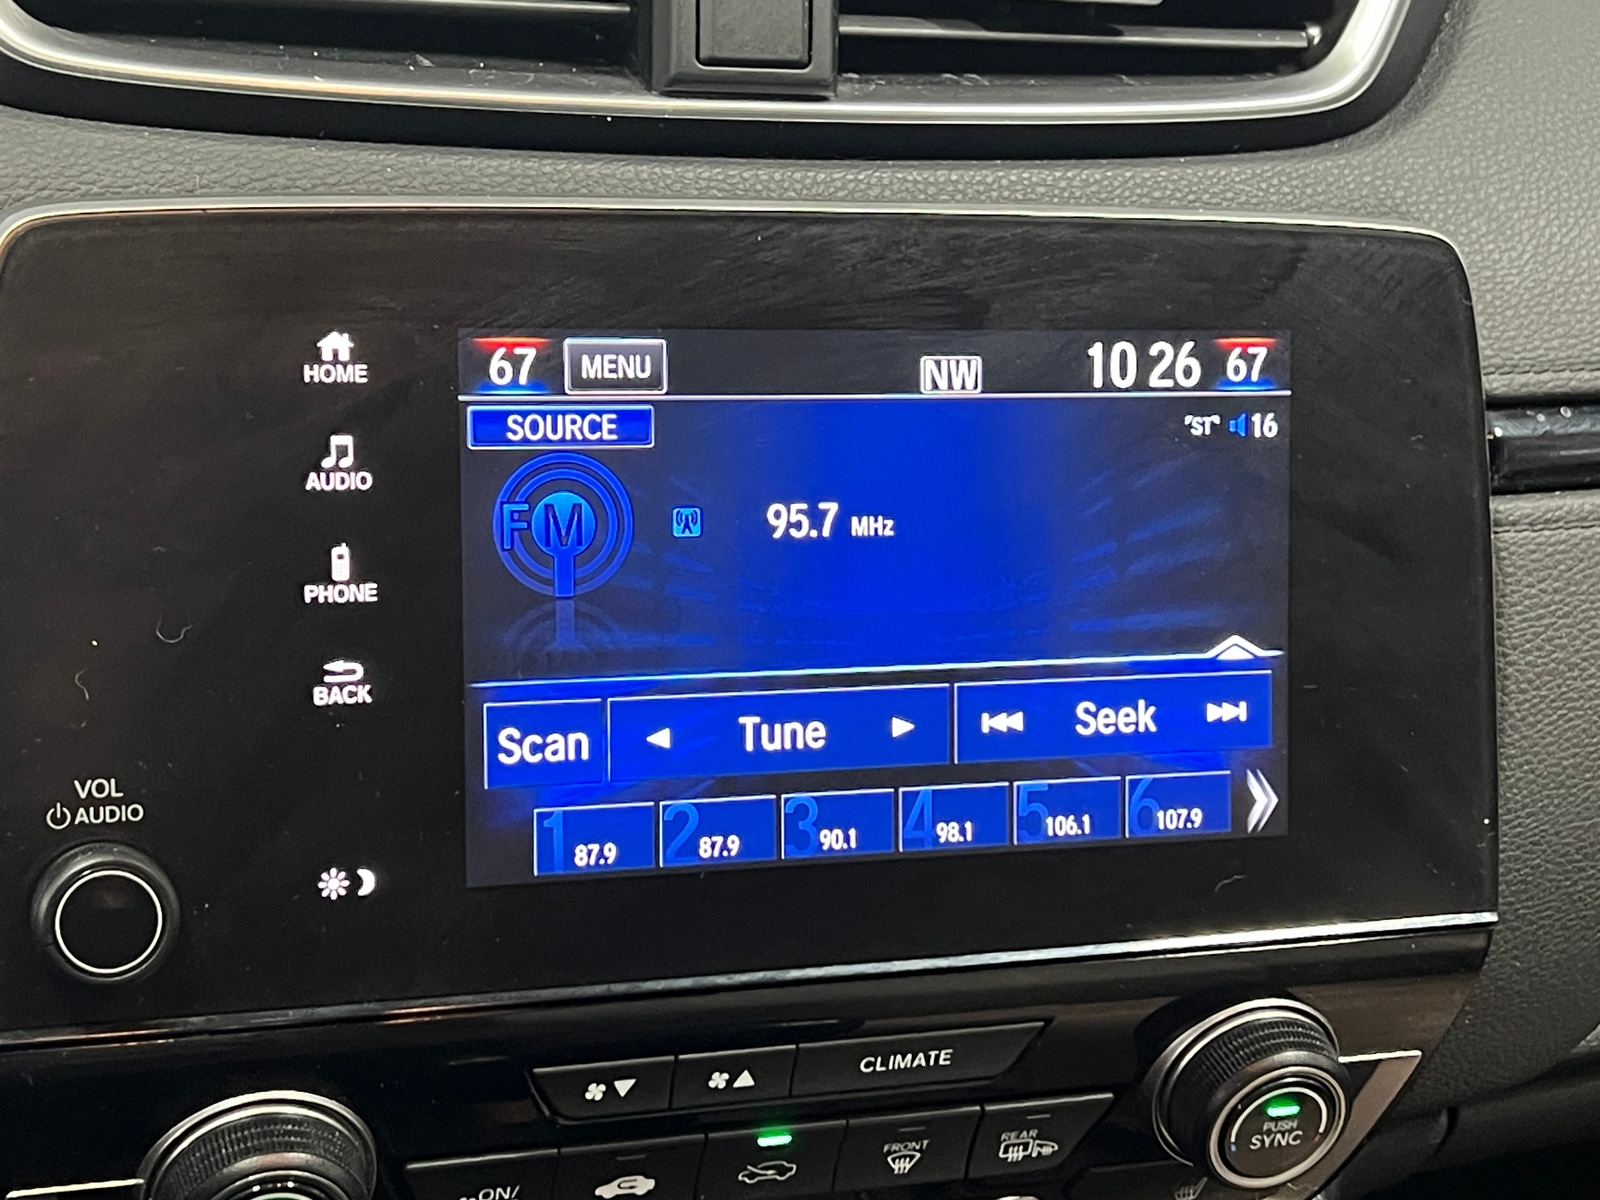 67 MENU NW 10 26 67
SOURCE "ST" 16
FM 95.7 MHz
HOME
AUDIO
PHONE
BACK
Scan Tune Seek
1 87.9 2 87.9 3 90.1 4 98.1 5 106.1 6 107.9
VOL
AUDIO
CLIMATE
ON/
FRONT
REAR
PUSH
SYNC